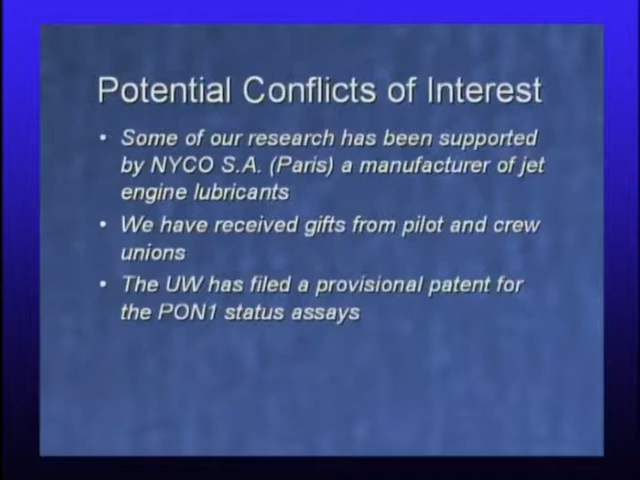 Potential Conflicts of Interest
• Some of our research has been supported
by NYCO S.A. (Paris) a manufacturer of jet
engine lubricants
• We have received gifts from pilot and crew
unions
• The UW has filed a provisional patent for
the PON1 status assays